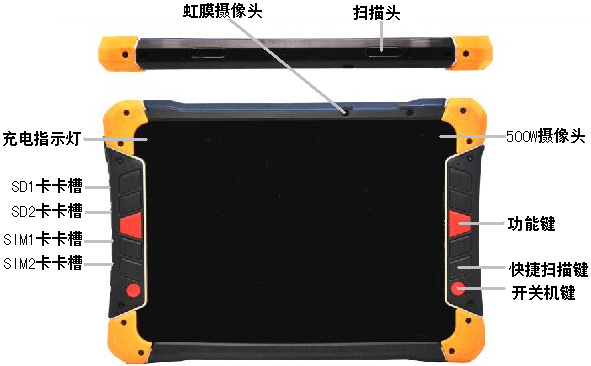 虹膜摄像头
扫描头
充电指示灯
500W摄像头
SD1卡卡槽
SD2卡卡槽
功能键
SIM1卡卡槽
SIM2卡卡槽
快捷扫描键
开关机键